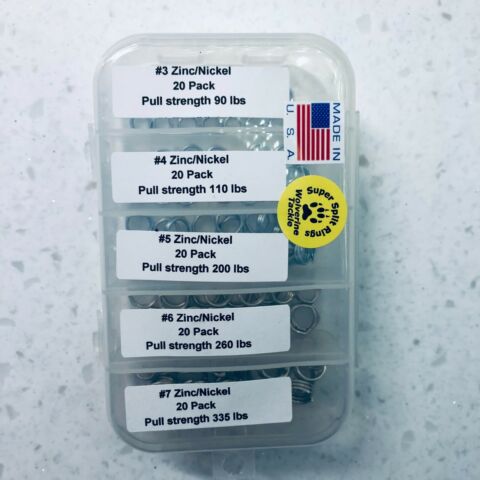 #3 Zinc/Nickel
20 Pack
Pull strength 90 lbs
MADE IN
U. S. A.
#4 Zinc/Nickel
20 Pack
Pull strength 110 lbs
Super Split Rings
Wolverine
Tackle
#5 Zinc/Nickel
20 Pack
Pull strength 200 lbs
#6 Zinc/Nickel
20 Pack
Pull strength 260 lbs
#7 Zinc/Nickel
20 Pack
Pull strength 335 lbs